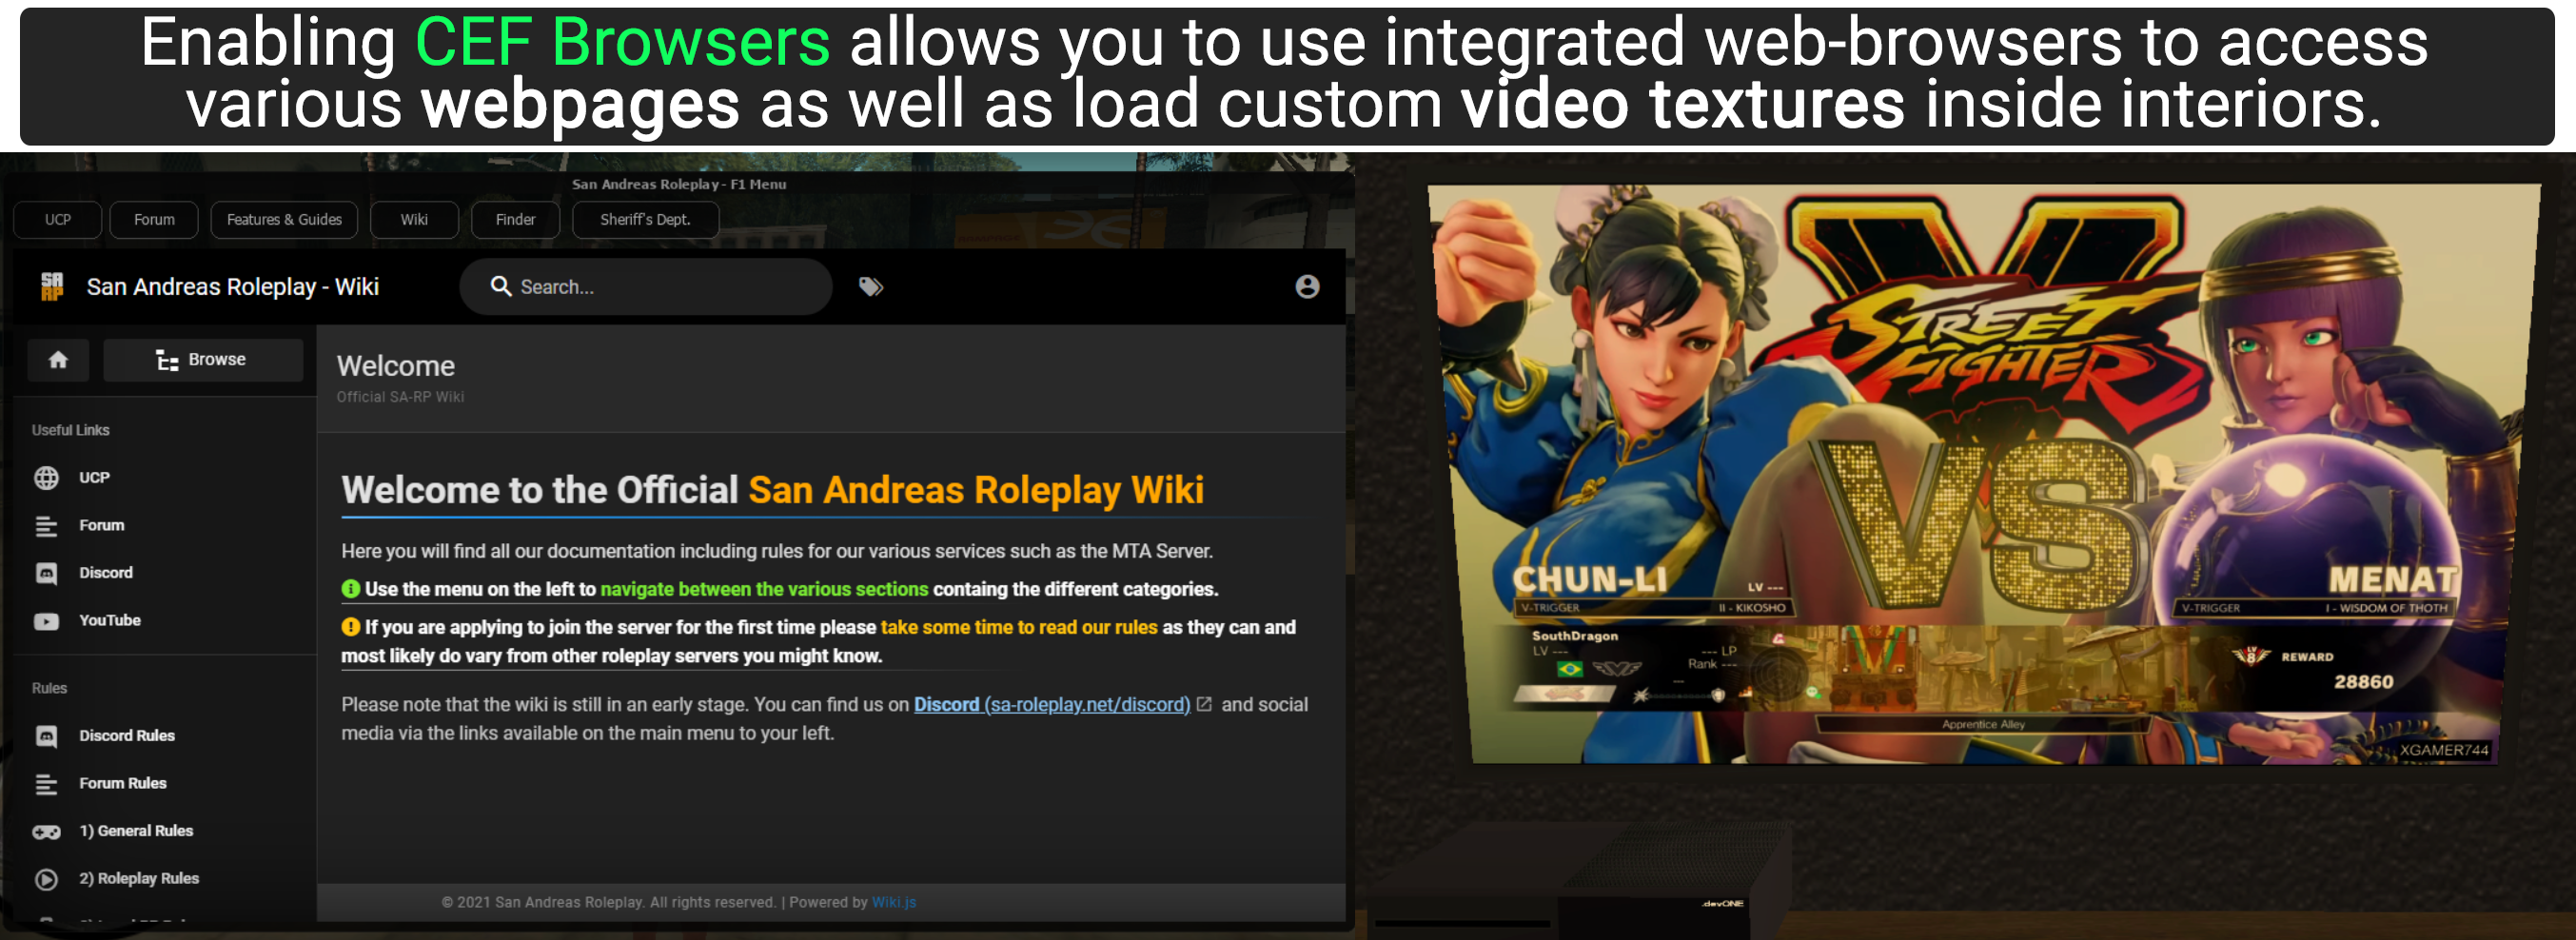 Enabling CEF Browsers allows you to use integrated web-browsers to access
various webpages as well as load custom video textures inside interiors.
San Andreas Roleplay - F1 Menu
UCP
Forum
Features & Guides
Wiki
Finder
Sheriff's Dept.
SA
RP
San Andreas Roleplay - Wiki
Search...
Browse
Welcome
Official SA-RP Wiki
Useful Links
UCP
Forum
Discord
YouTube
Rules
Discord Rules
Forum Rules
1) General Rules
2) Roleplay Rules
Welcome to the Official San Andreas Roleplay Wiki
Here you will find all our documentation including rules for our various services such as the MTA Server.
Use the menu on the left to navigate between the various sections containg the different categories.
If you are applying to join the server for the first time please take some time to read our rules as they can and
most likely do vary from other roleplay servers you might know.
Please note that the wiki is still in an early stage. You can find us on Discord (sa-roleplay.net/discord) and social
media via the links available on the main menu to your left.
© 2021 San Andreas Roleplay. All rights reserved. | Powered by Wiki.js
V
STREET
FIGHTER
VS
CHUN-LI
LV ---
V-TRIGGER
II - KIKOSHO
MENAT
V-TRIGGER
I - WISDOM OF THOTH
SouthDragon
LV ---
--- LP
Rank ---
LV
8
REWARD
28860
Apprentice Alley
XGAMER744
.devONE